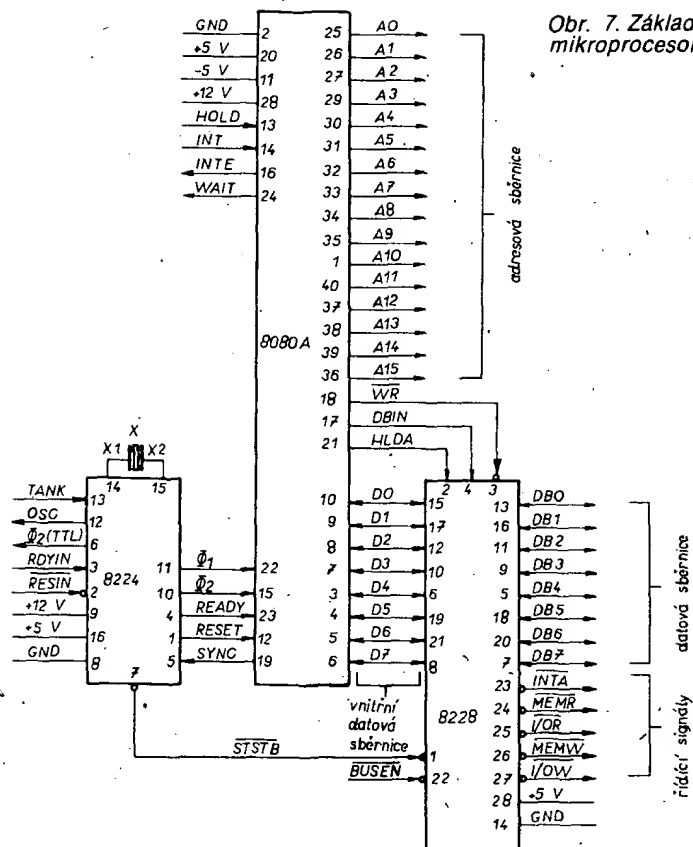 Obr. 7. Základ
mikroprocesor
GND 2
+5 V 20
-5 V 11
+12 V 28
HOLD 13
INT 14
INTE 16
WAIT 24
8080A
25 A0
26 A1
27 A2
29 A3
30 A4
31 A5
32 A6
33 A7
34 A8
35 A9
1 A10
40 A11
37 A12
38 A13
39 A14
36 A15
adresová sběrnice
18 WR
17 DBIN
21 HLDA
X
X1 X2
14 15
TANK 13
OSC 12
Φ2(TTL) 6
RDYIN 3
RESIN 2
+12 V 9
+5 V 16
GND 8
8224
7
11 Φ1 22
10 Φ2 15
4 READY 23
1 RESET 12
5 SYNC 19
10 D0 15
9 D1 17
8 D2 12
7 D3 10
3 D4 6
4 D5 19
5 D6 21
6 D7 8
vnitřní
datová
sběrnice
STSTB 1
BUSEN 22
2 4 3
8228
13 DB0
16 DB1
11 DB2
9 DB3
5 DB4
18 DB5
20 DB6
7 DB7
datová sběrnice
23 INTA
24 MEMR
25 I/OR
26 MEMW
27 I/OW
řídící signály
28 +5 V
14 GND